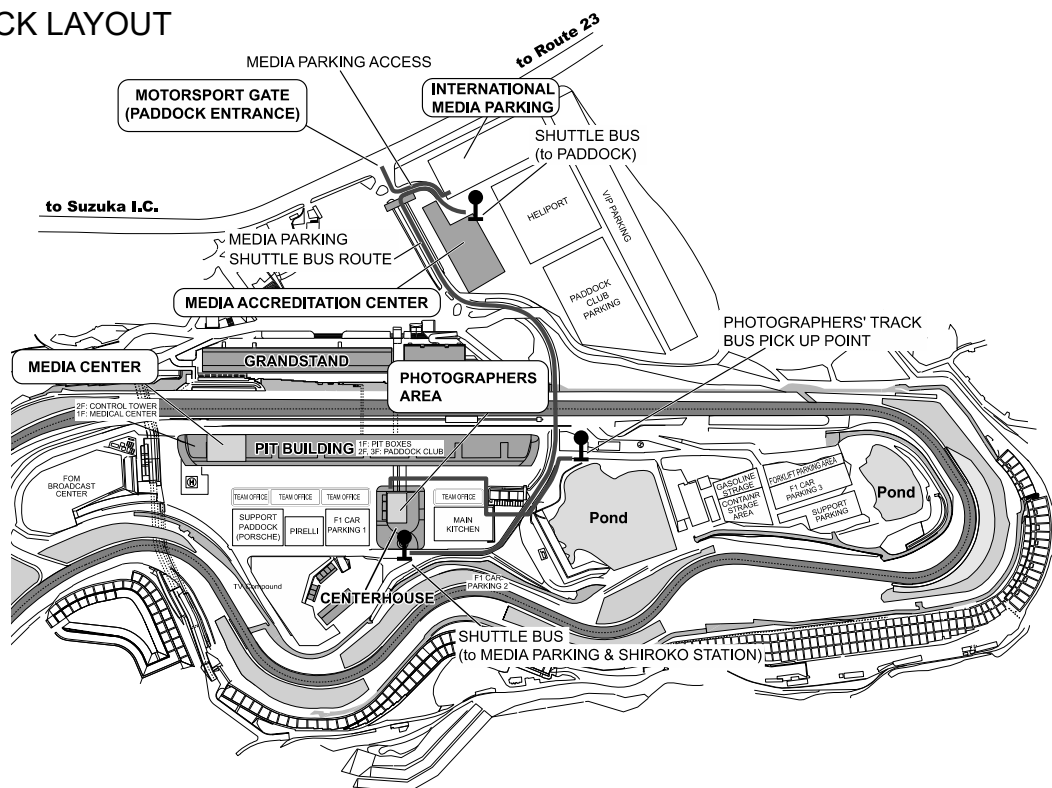 CK LAYOUT
to Route 23
MEDIA PARKING ACCESS
MOTORSPORT GATE
(PADDOCK ENTRANCE)
INTERNATIONAL
MEDIA PARKING
SHUTTLE BUS
(to PADDOCK)
to Suzuka I.C.
HELIPORT
VIP PARKING
MEDIA PARKING
SHUTTLE BUS ROUTE
MEDIA ACCREDITATION CENTER
PADDOCK
CLUB
PARKING
PHOTOGRAPHERS' TRACK
BUS PICK UP POINT
GRANDSTAND
MEDIA CENTER
PHOTOGRAPHERS
AREA
2F: CONTROL TOWER
1F: MEDICAL CENTER
PIT BUILDING
1F: PIT BOXES
2F, 3F: PADDOCK CLUB
FOM
BROADCAST
CENTER
H
TEAM OFFICE
TEAM OFFICE
TEAM OFFICE
TEAM OFFICE
SUPPORT
PADDOCK
(PORSCHE)
PIRELLI
F1 CAR
PARKING 1
MAIN
KITCHEN
Pond
GASOLINE
STRAGE
CONTAINR
STRAGE
AREA
FORKLIFT PARKING AREA
F1 CAR
PARKING 3
SUPPORT
PARKING
Pond
TV Compound
CENTERHOUSE
F1 CAR
PARKING 2
SHUTTLE BUS
(to MEDIA PARKING & SHIROKO STATION)